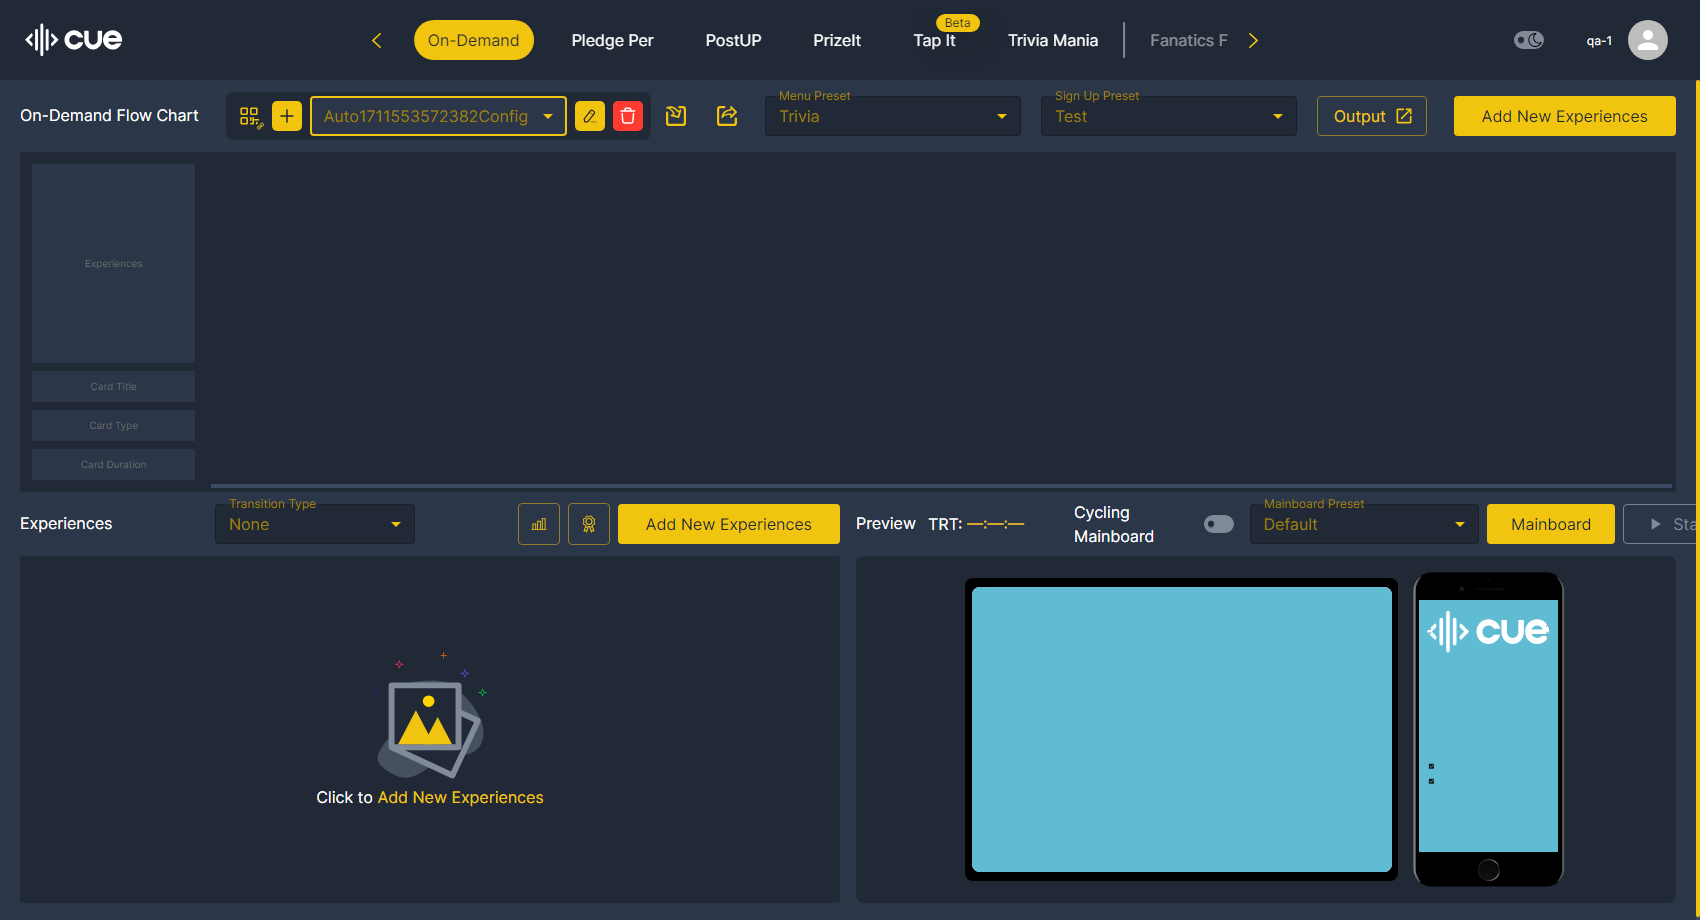 cue
On-Demand
Pledge Per
PostUP
PrizeIt
Beta
Tap It
Trivia Mania
Fanatics F
qa-1
On-Demand Flow Chart
Auto1711553572382Config
Menu Preset
Trivia
Sign Up Preset
Test
Output
Add New Experiences
Experiences
Card Title
Card Type
Card Duration
Experiences
Transition Type
None
Add New Experiences
Preview
TRT: —:—:—
Cycling
Mainboard
Mainboard Preset
Default
Mainboard
Sta
Click to Add New Experiences
cue